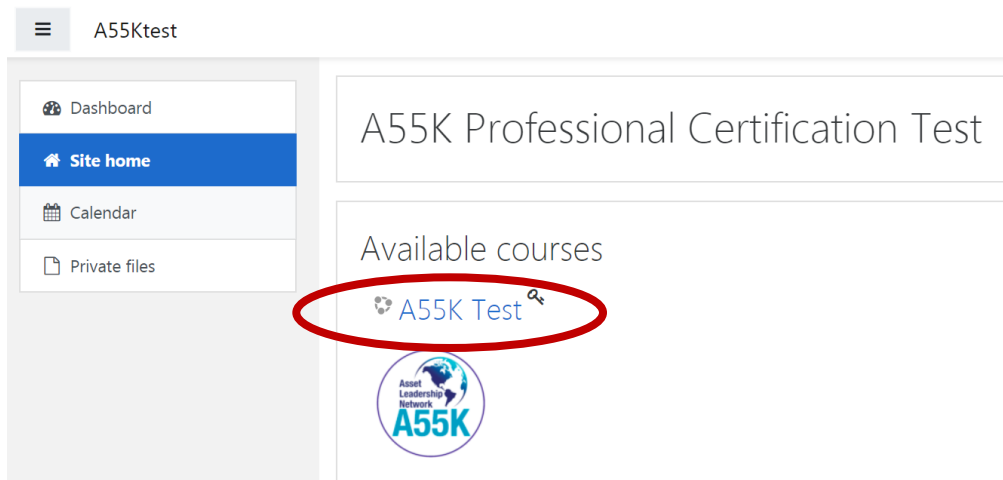 A55Ktest
Dashboard
Site home
Calendar
Private files
A55K Professional Certification Test
Available courses
A55K Test
Asset
Leadership
Network
A55K